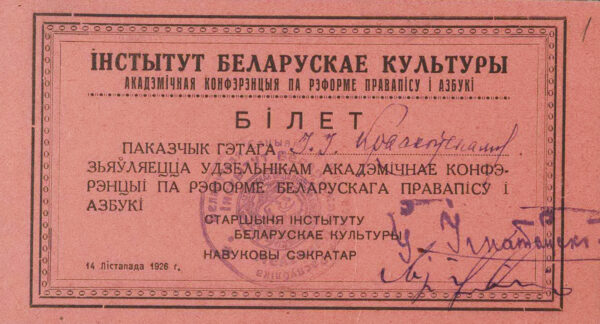 ІНСТЫТУТ БЕЛАРУСКАЕ КУЛЬТУРЫ
АКАДЭМІЧНАЯ КОНФЭРЭНЦЫЯ ПА РЭФОРМЕ ПРАВАПІСУ І АЗБУКІ
БІЛЕТ
ПАКАЗЧЫК ГЭТАГА
ЗЬЯЎЛЯЕЦЦА УДЗЕЛЬНІКАМ АКАДЭМІЧНАЕ КОНФЭ-
РЭНЦЫІ ПА РЭФОРМЕ БЕЛАРУСКАГА ПРАВАПІСУ І
АЗБУКІ
СТАРШЫНЯ ІНСТЫТУТУ
БЕЛАРУСКАЕ КУЛЬТУРЫ
НАВУКОВЫ СЭКРАТАР
14 Лістапада 1926 г.